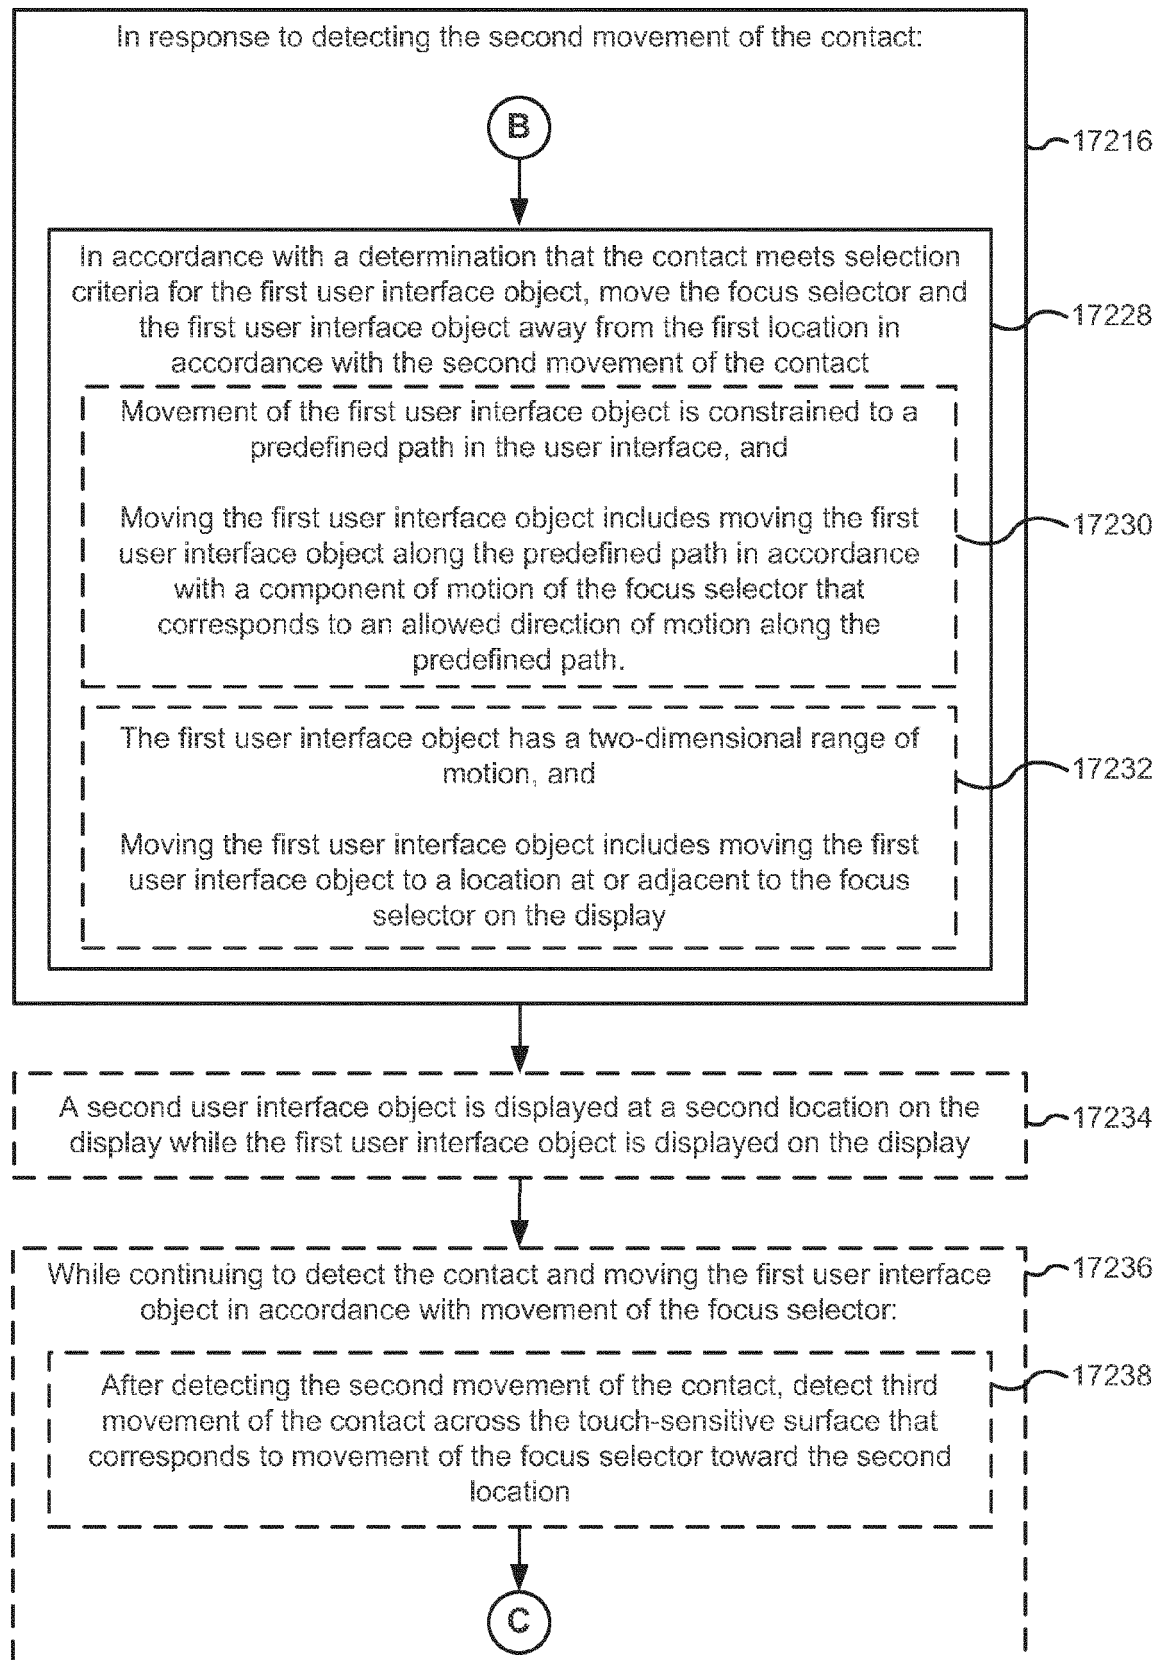 In response to detecting the second movement of the contact:
B
17216
In accordance with a determination that the contact meets selection
criteria for the first user interface object, move the focus selector and
the first user interface object away from the first location in
accordance with the second movement of the contact
17228
Movement of the first user interface object is constrained to a
predefined path in the user interface, and
Moving the first user interface object includes moving the first
user interface object along the predefined path in accordance
with a component of motion of the focus selector that
corresponds to an allowed direction of motion along the
predefined path.
17230
The first user interface object has a two-dimensional range of
motion, and
Moving the first user interface object includes moving the first
user interface object to a location at or adjacent to the focus
selector on the display
17232
A second user interface object is displayed at a second location on the
display while the first user interface object is displayed on the display
17234
While continuing to detect the contact and moving the first user interface
object in accordance with movement of the focus selector:
17236
After detecting the second movement of the contact, detect third
movement of the contact across the touch-sensitive surface that
corresponds to movement of the focus selector toward the second
location
17238
C